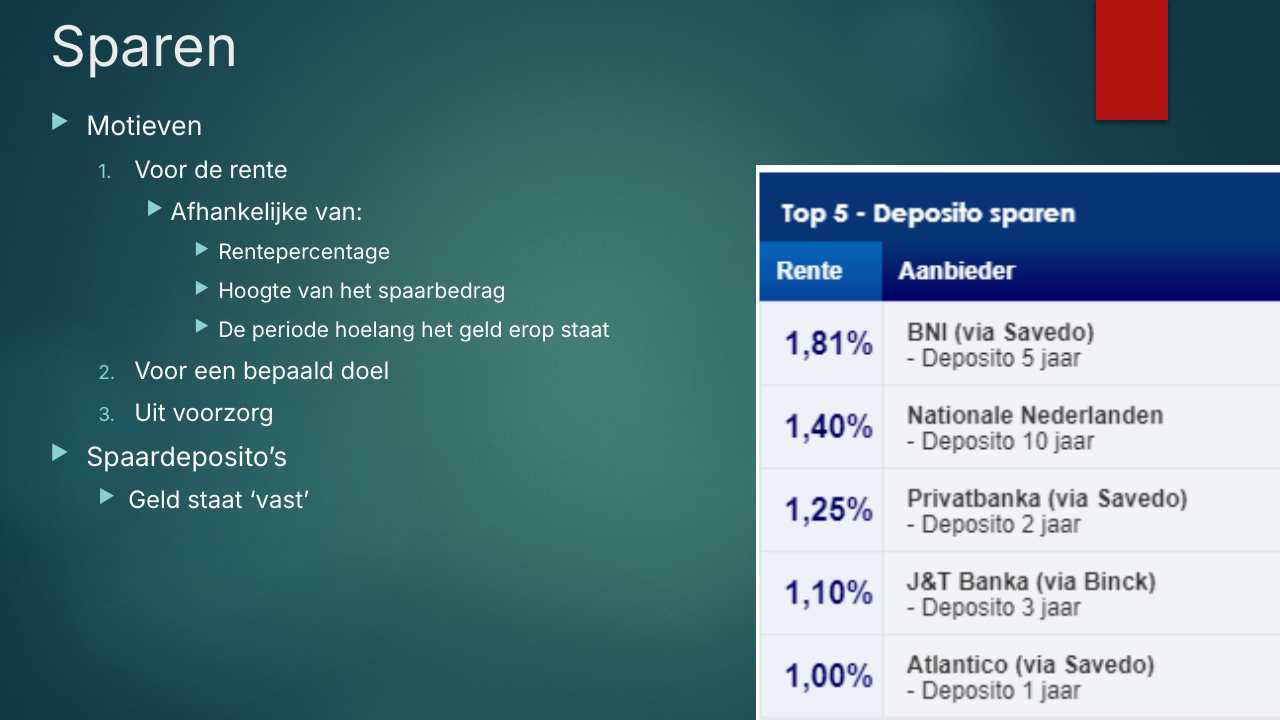 Sparen
Motieven
1. Voor de rente
Afhankelijke van:
Rentepercentage
Hoogte van het spaarbedrag
De periode hoelang het geld erop staat
2. Voor een bepaald doel
3. Uit voorzorg
Spaardeposito’s
Geld staat ‘vast’
Top 5 - Deposito sparen
Rente Aanbieder
1,81% BNI (via Savedo)
- Deposito 5 jaar
1,40% Nationale Nederlanden
- Deposito 10 jaar
1,25% Privatbanka (via Savedo)
- Deposito 2 jaar
1,10% J&T Banka (via Binck)
- Deposito 3 jaar
1,00% Atlantico (via Savedo)
- Deposito 1 jaar